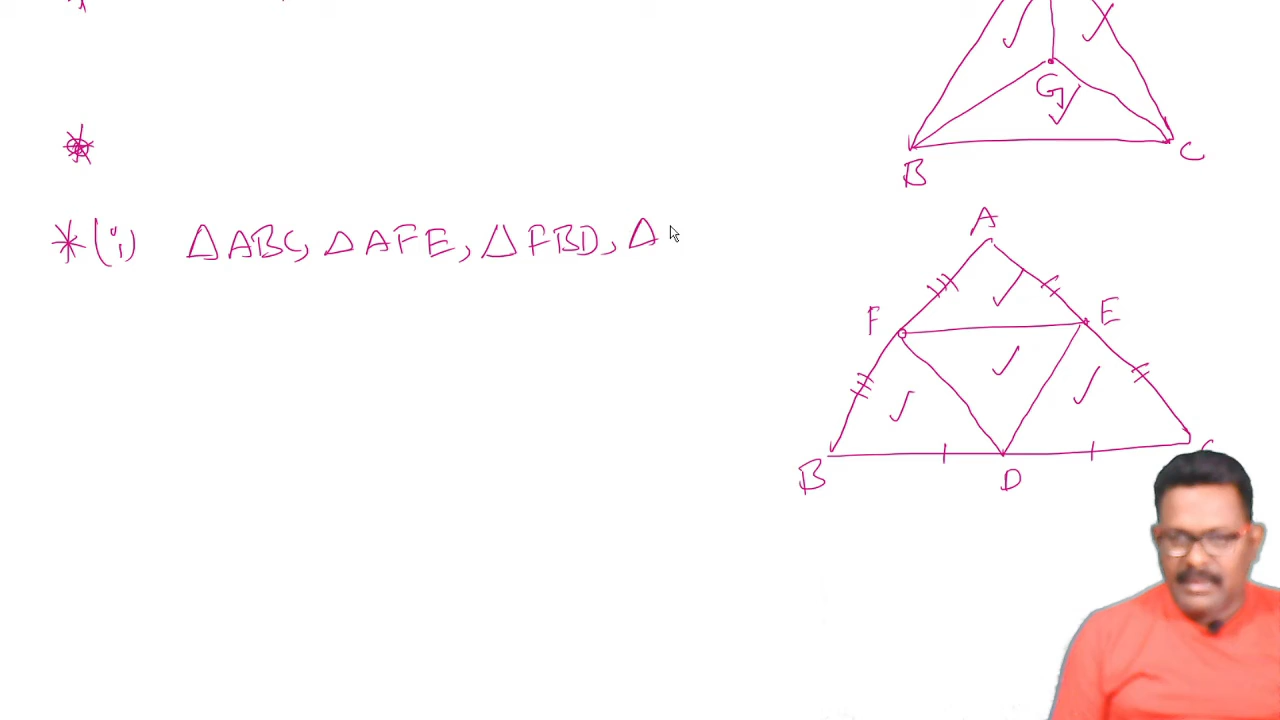 G
B
C
*
A
*(i) △ABC, △AFE, △FBD, △
F
E
B
D